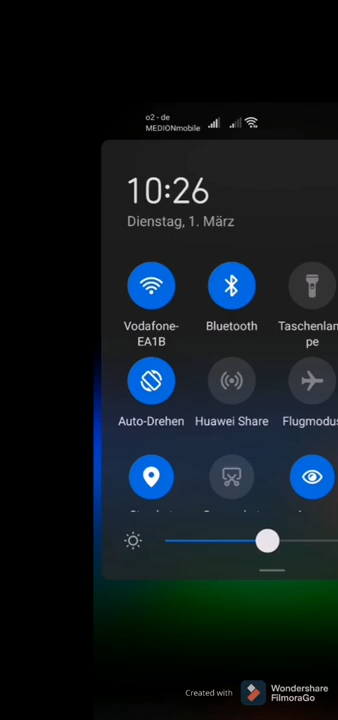 o2 - de
MEDIONmobile
10:26
Dienstag, 1. März
Vodafone-
EA1B
Bluetooth
Taschenlam
pe
Auto-Drehen
Huawei Share
Flugmodus
Created with
Wondershare
FilmoraGo